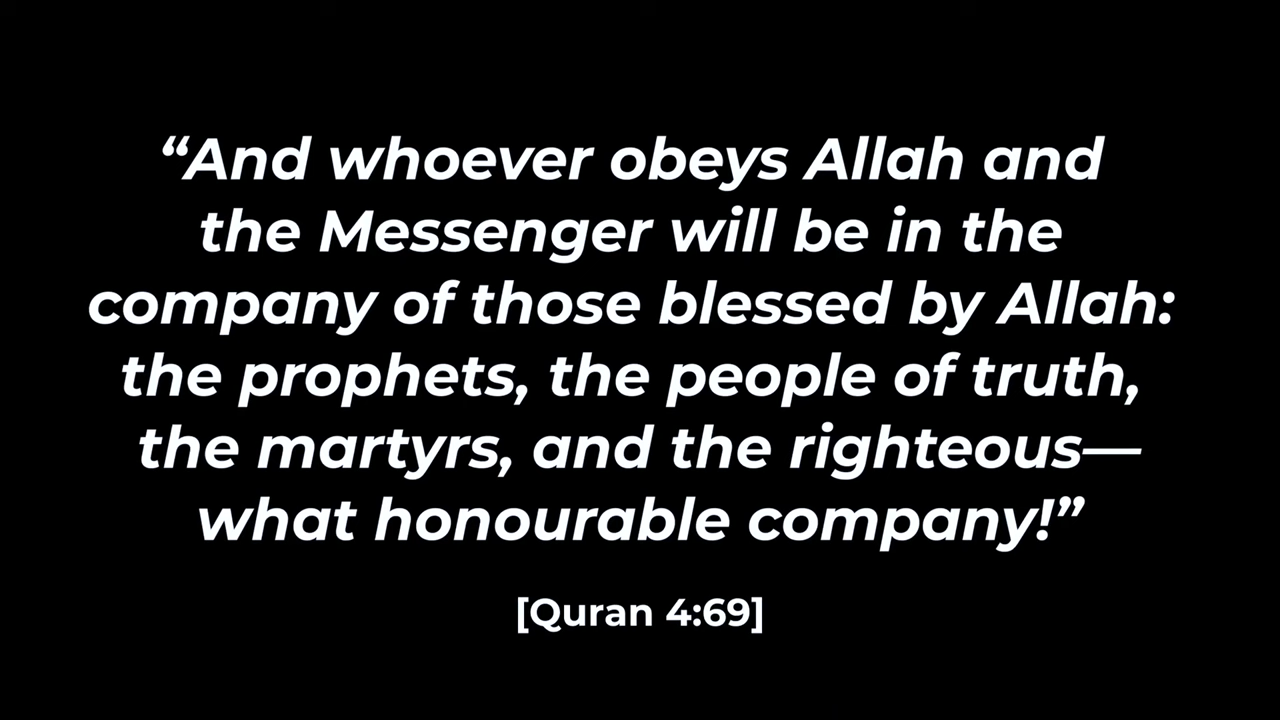 “And whoever obeys Allah and
the Messenger will be in the
company of those blessed by Allah:
the prophets, the people of truth,
the martyrs, and the righteous—
what honourable company!”
[Quran 4:69]